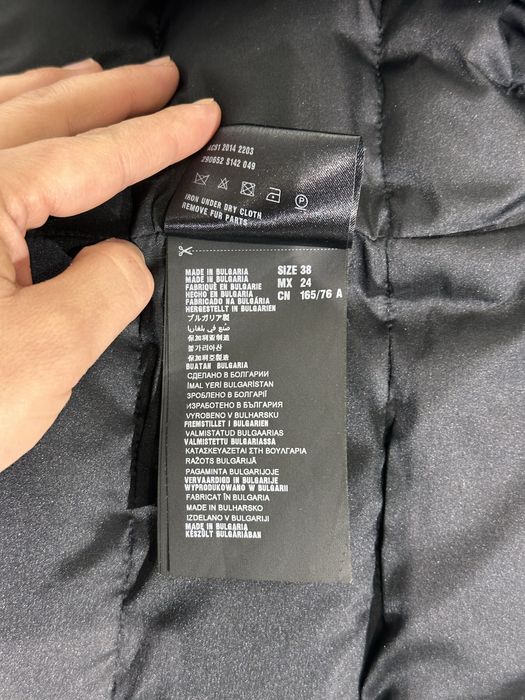 AC91 2014 2203
290652 S142 049
IRON UNDER DRY CLOTH
REMOVE FUR PARTS
MADE IN BULGARIA
MADE IN BULGARIA
FABRIQUÉ EN BULGARIE
HECHO EN BULGARIA
FABRICADO NA BULGÁRIA
HERGESTELLT IN BULGARIEN
ブルガリア製
صنع في بلغاريا
保加利亚制造
불가리아산
保加利亞製造
BUATAN BULGARIA
СДЕЛАНО В БОЛГАРИИ
İMAL YERİ BULGARİSTAN
ЗРОБЛЕНО В БОЛГАРІЇ
ИЗРАБОТЕНО В БЪЛГАРИЯ
VYROBENO V BULHARSKU
FREMSTILLET I BULGARIEN
VALMISTATUD BULGAARIAS
VALMISTETTU BULGARIASSA
ΚΑΤΑΣΚΕΥΑΖΕΤΑΙ ΣΤΗ ΒΟΥΛΓΑΡΙΑ
RAŽOTS BULGĀRIJĀ
PAGAMINTA BULGARIJOJE
VERVAARDIGD IN BULGARIJE
WYPRODUKOWANO W BUŁGARII
FABRICAT ÎN BULGARIA
MADE IN BULHARSKO
IZDELANO V BOLGARIJI
MADE IN BULGARIA
KÉSZÜLT BULGÁRIÁBAN
SIZE 38
MX 24
CN 165/76 A